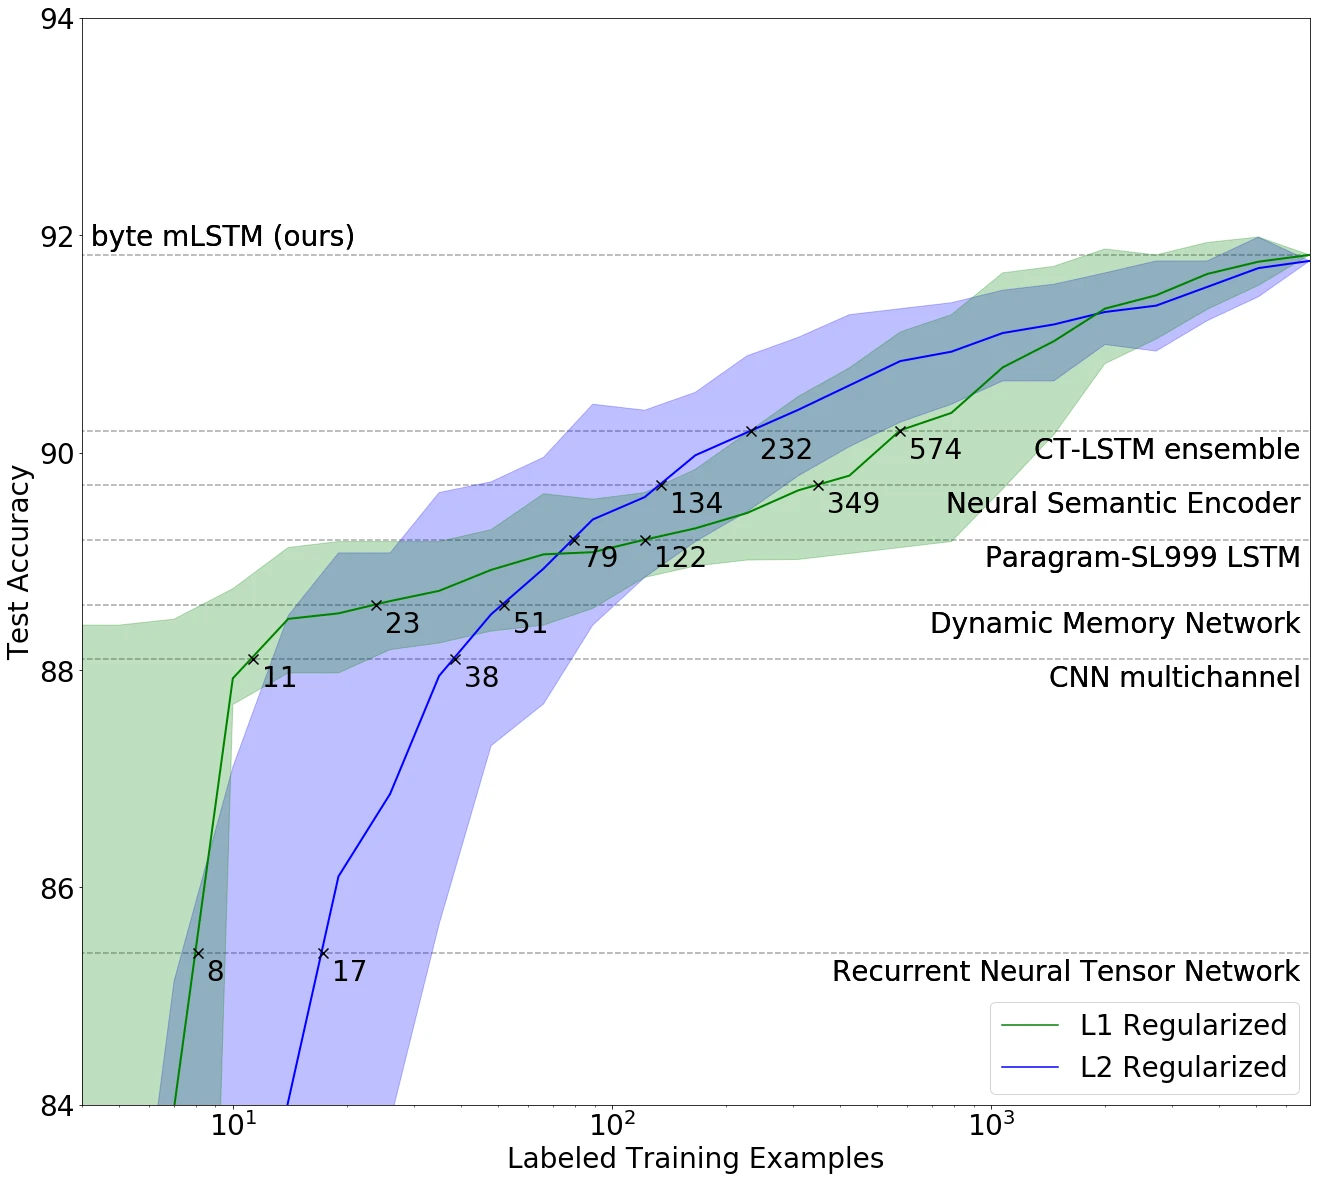 94
byte mLSTM (ours)
92
90
232
574
CT-LSTM ensemble
134
349
Neural Semantic Encoder
79
122
Paragram-SL999 LSTM
23
51
Dynamic Memory Network
88
11
38
CNN multichannel
86
8
17
Recurrent Neural Tensor Network
L1 Regularized
L2 Regularized
84
10¹
10²
10³
Labeled Training Examples
Test Accuracy